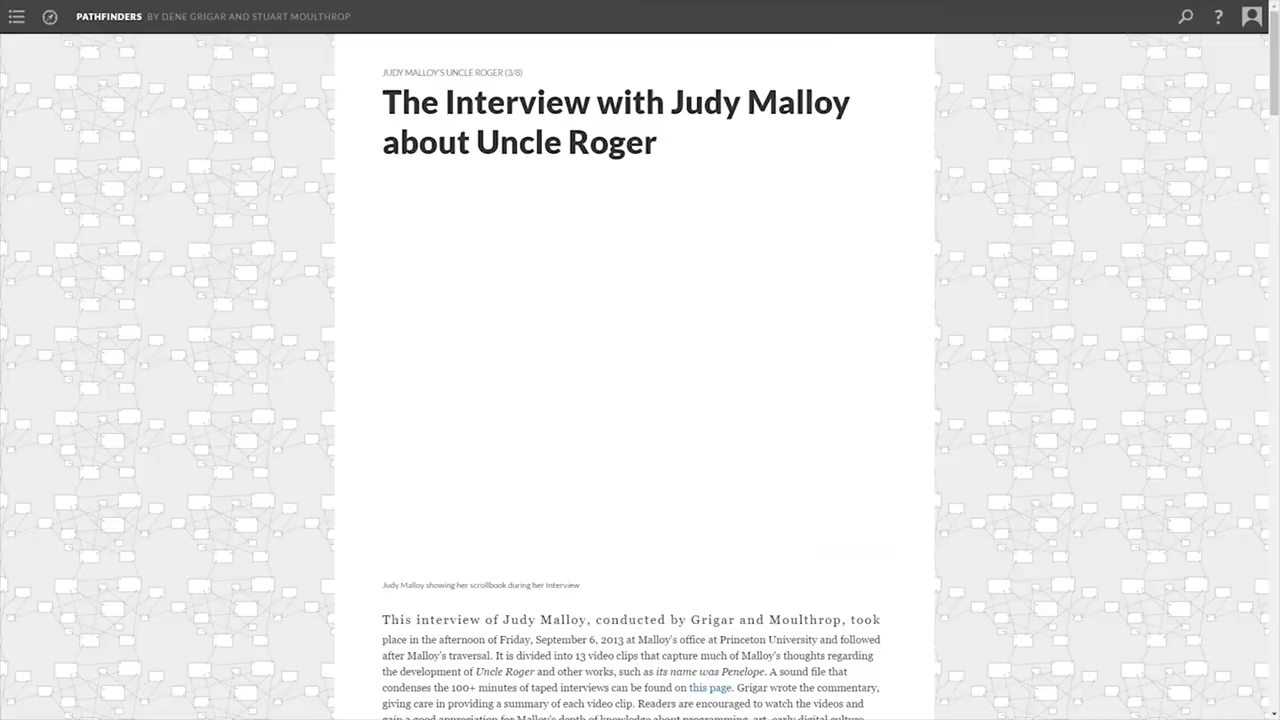 PATHFINDERS BY DENE GRIGAR AND STUART MOULTHROP
?
JUDY MALLOY'S UNCLE ROGER (3/8)
The Interview with Judy Malloy
about Uncle Roger
Judy Malloy showing her scrollbook during her Interview
This interview of Judy Malloy, conducted by Grigar and Moulthrop, took
place in the afternoon of Friday, September 6, 2013 at Malloy's office at Princeton University and followed
after Malloy's traversal. It is divided into 13 video clips that capture much of Malloy's thoughts regarding
the development of Uncle Roger and other works, such as its name was Penelope. A sound file that
condenses the 100+ minutes of taped interviews can be found on this page. Grigar wrote the commentary,
giving care in providing a summary of each video clip. Readers are encouraged to watch the videos and
gain a good appreciation for Malloy's depth of knowledge about programming, art, early digital culture,